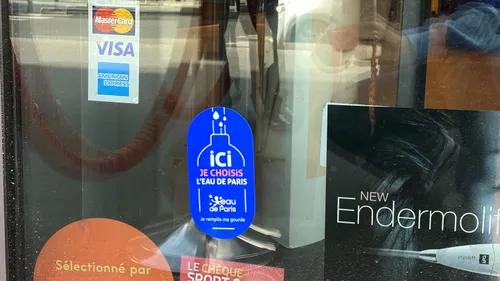 MasterCard
VISA
AMERICAN EXPRESS
ici
JE CHOISIS
L'EAU DE PARIS
eau
de Paris
Je remplis ma gourde
NEW
Endermoli
Sélectionné par
LE CHÈQUE
SPORT